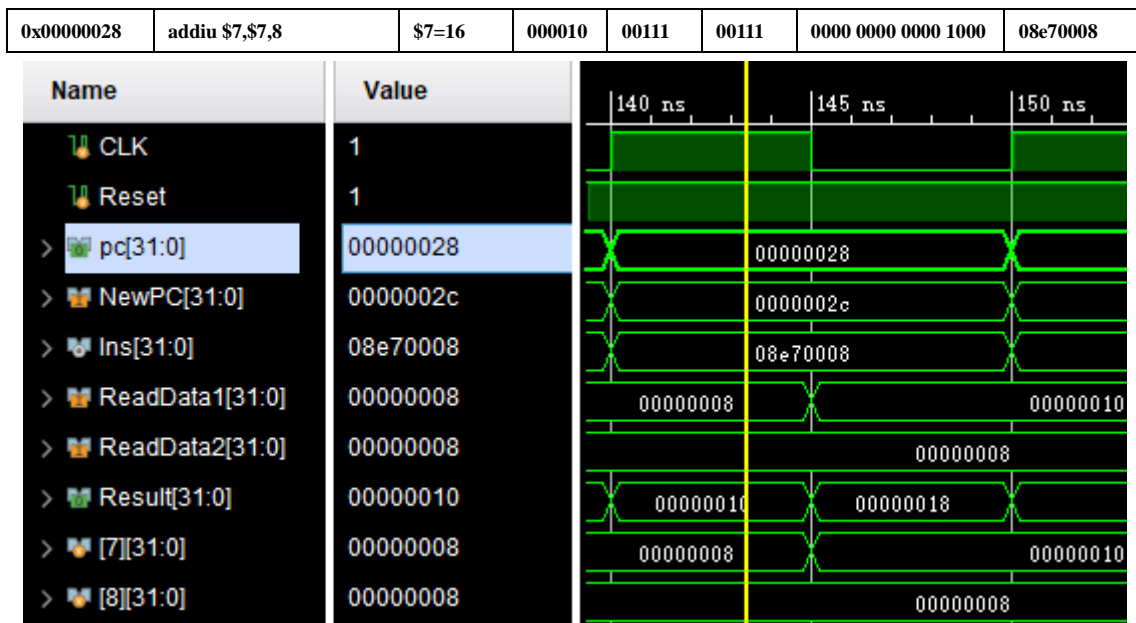 0x00000028 addiu $7,$7,8 $7=16 000010 00111 00111 0000 0000 0000 1000 08e70008
Name Value 140 ns 145 ns 150 ns
CLK 1
Reset 1
pc[31:0] 00000028 00000028
NewPC[31:0] 0000002c 0000002c
Ins[31:0] 08e70008 08e70008
ReadData1[31:0] 00000008 00000008 00000010
ReadData2[31:0] 00000008 00000008
Result[31:0] 00000010 00000010 00000018
[7][31:0] 00000008 00000008 00000010
[8][31:0] 00000008 00000008